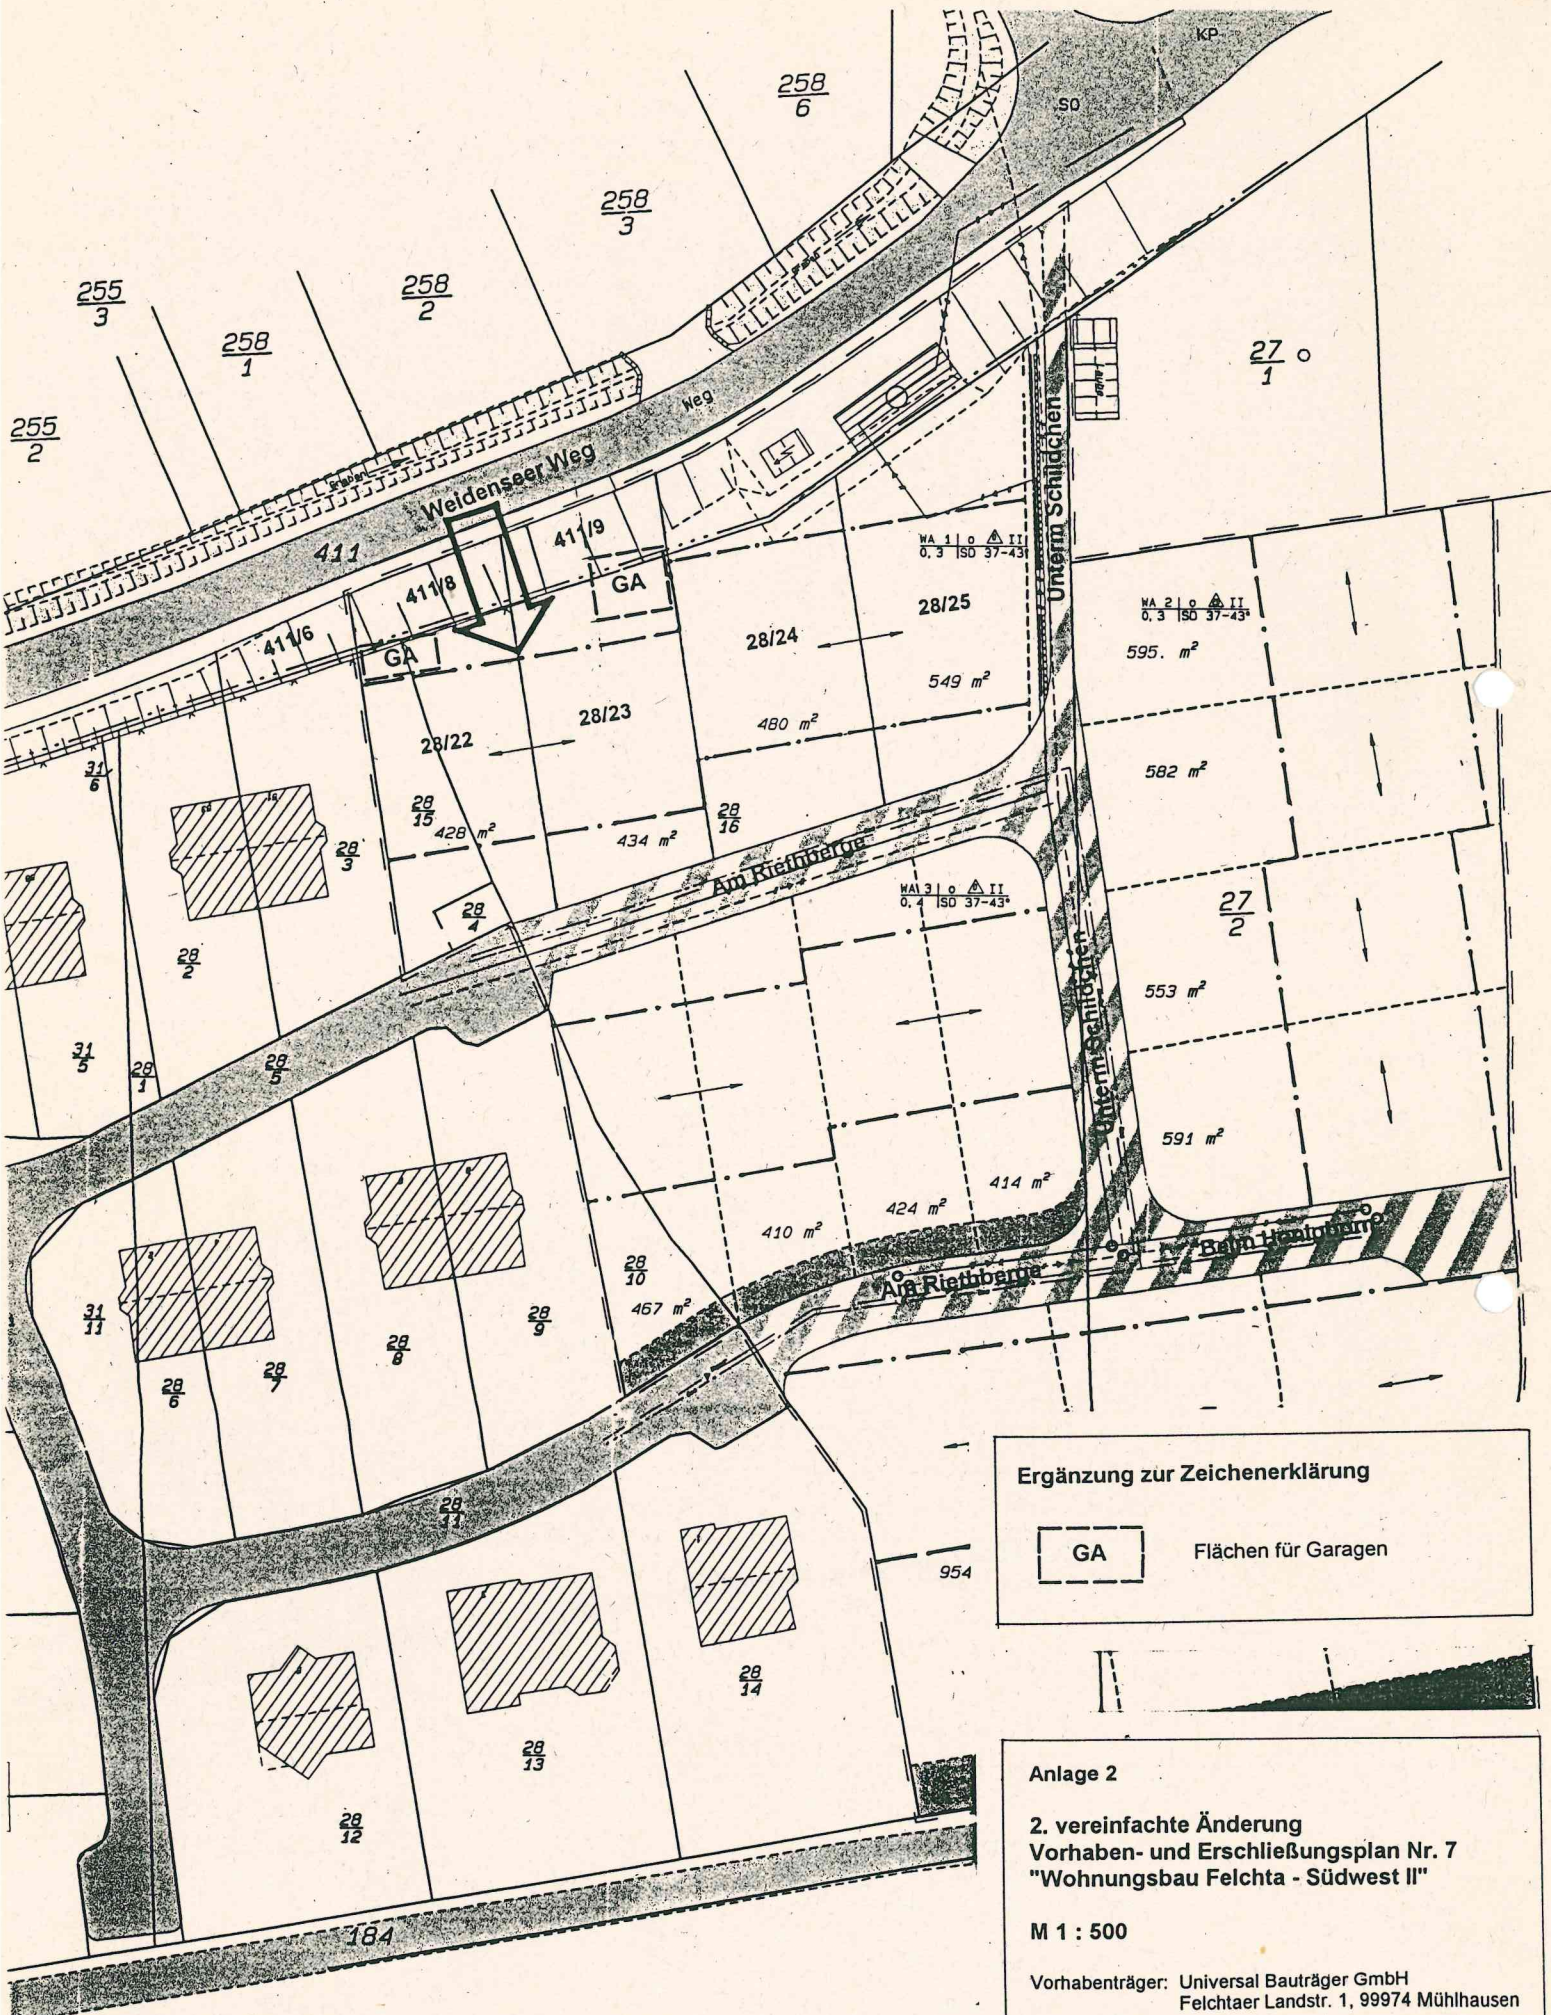 KP
SO
258
6
258
3
258
2
255
3
258
1
255
2
27
1
Weg
Weidenseer Weg
Graben
411
411/9
411/8
411/6
GA
GA
Unterm Schildchen
WA 1 o II
0.3 SD 37-43°
WA 2 o II
0.3 SD 37-43°
28/25
28/24
28/23
28/22
549 m²
480 m²
595. m²
582 m²
31
6
28
3
28
15
428 m²
434 m²
28
16
Am Riethberge
WA 3 o II
0.4 SD 37-43°
28
4
28
2
27
2
553 m²
Unterm Schildchen
31
5
28
1
28
5
591 m²
414 m²
424 m²
410 m²
28
10
467 m²
Am Riethberge
31
11
28
6
28
7
28
8
28
9
28
11
954
28
12
28
13
28
14
184
Ergänzung zur Zeichenerklärung
GA Flächen für Garagen
Anlage 2
2. vereinfachte Änderung
Vorhaben- und Erschließungsplan Nr. 7
"Wohnungsbau Felchta - Südwest II"
M 1 : 500
Vorhabenträger: Universal Bauträger GmbH
Felchtaer Landstr. 1, 99974 Mühlhausen